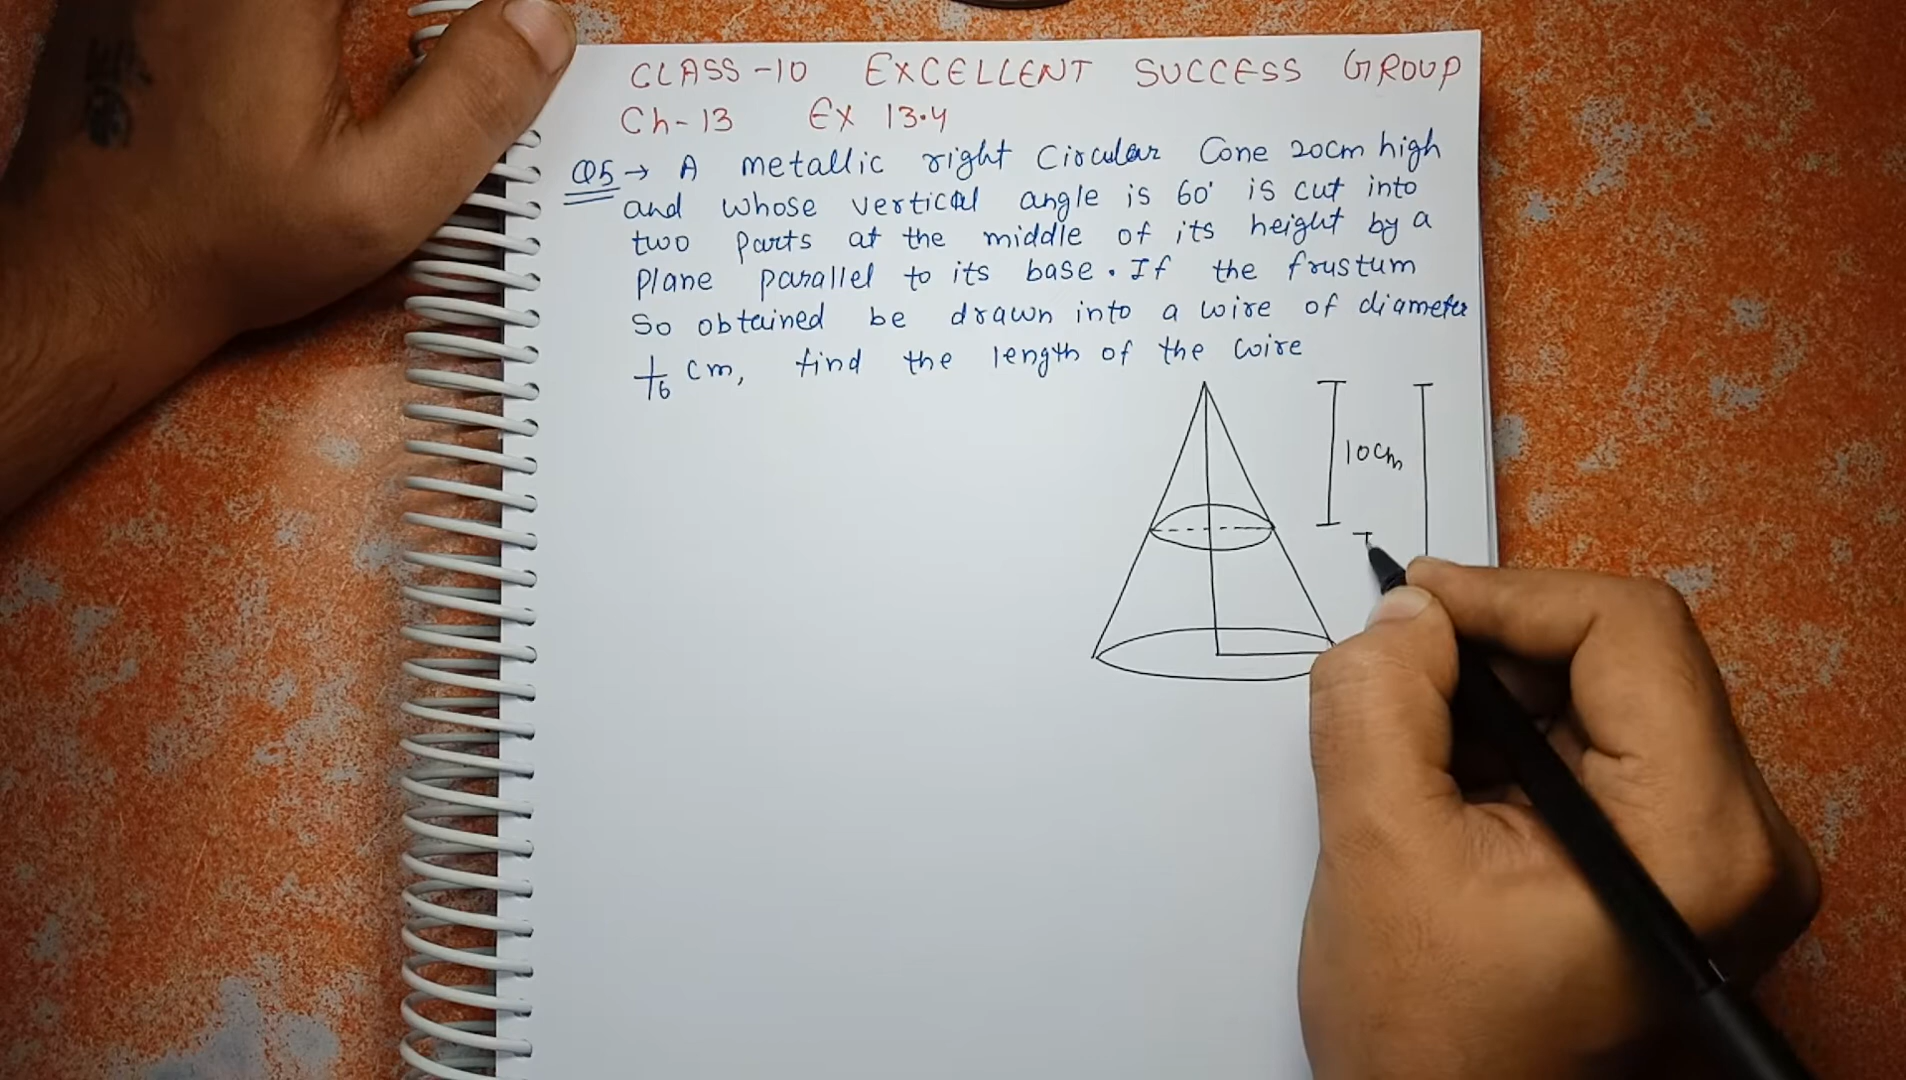 CLASS-10 EXCELLENT SUCCESS GROUP
Ch-13 EX 13.4
Q5→ A metallic right Circular Cone 20cm high
and whose vertical angle is 60° is cut into
two parts at the middle of its height by a
plane parallel to its base. If the frustum
So obtained be drawn into a wire of diameter
1/16 cm, find the length of the wire
10cm